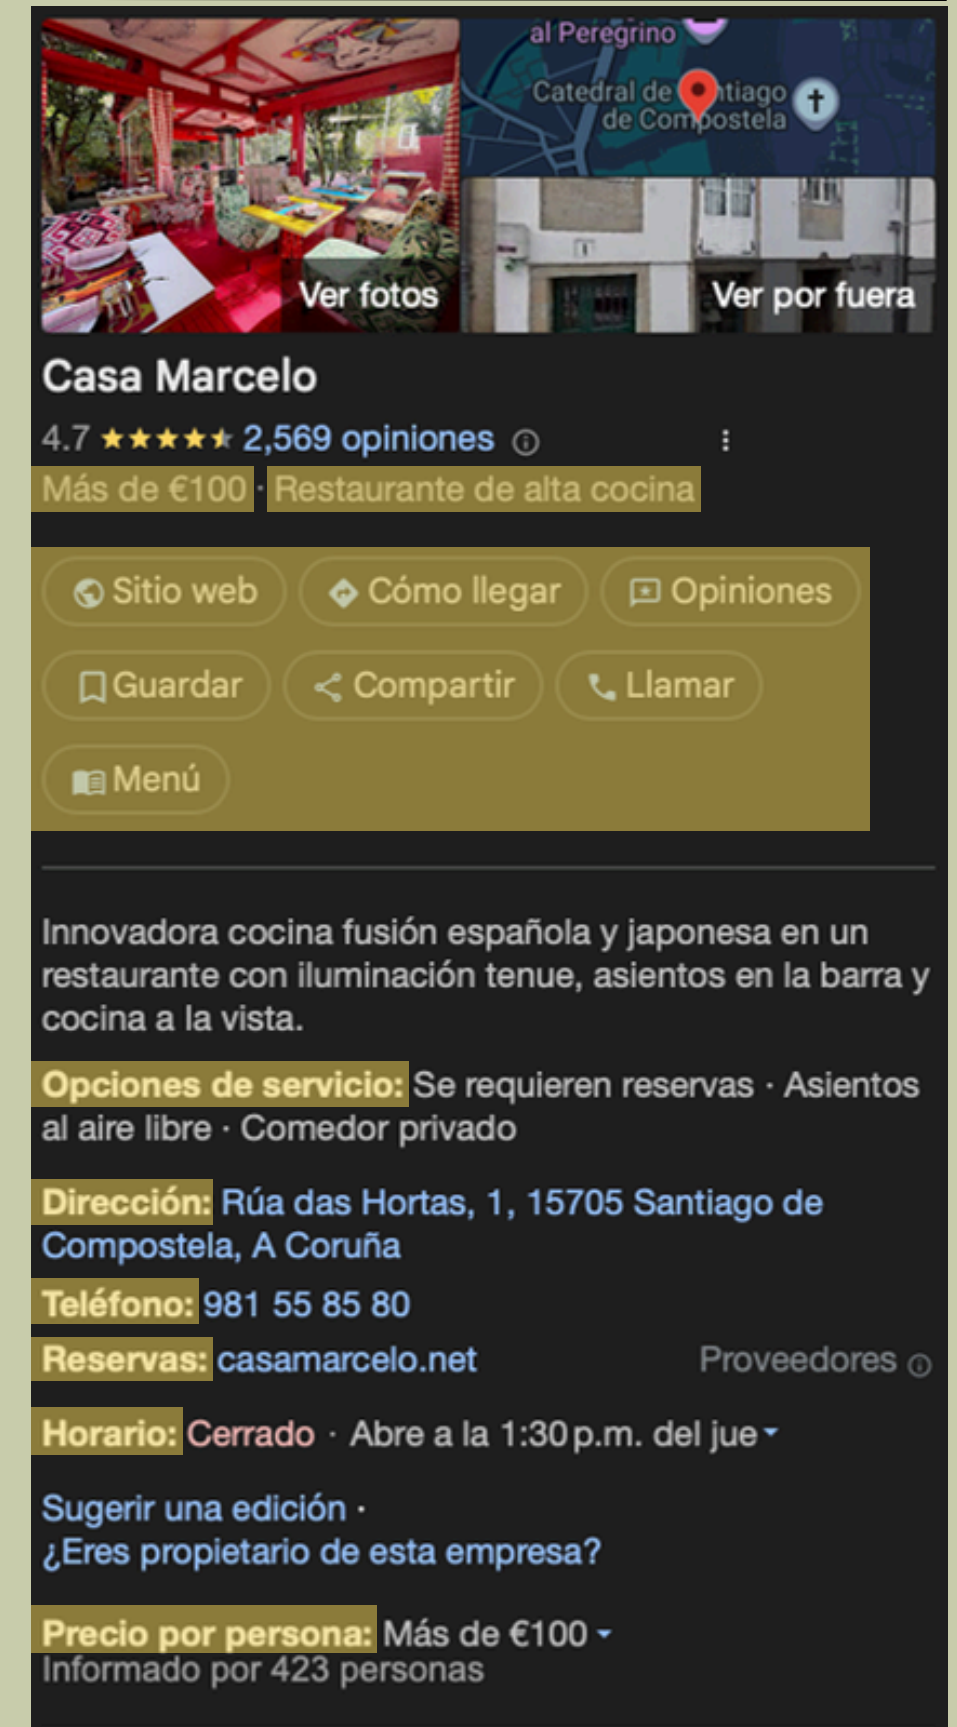 al Peregrino
Catedral de ntiago
de Compostela
Ver fotos
Ver por fuera
Casa Marcelo
4.7 2,569 opiniones
Más de €100 · Restaurante de alta cocina
Sitio web Cómo llegar Opiniones
Guardar Compartir Llamar
Menú
Innovadora cocina fusión española y japonesa en un
restaurante con iluminación tenue, asientos en la barra y
cocina a la vista.
Opciones de servicio: Se requieren reservas · Asientos
al aire libre · Comedor privado
Dirección: Rúa das Hortas, 1, 15705 Santiago de
Compostela, A Coruña
Teléfono: 981 55 85 80
Reservas: casamarcelo.net Proveedores
Horario: Cerrado · Abre a la 1:30 p.m. del jue
Sugerir una edición ·
¿Eres propietario de esta empresa?
Precio por persona: Más de €100
Informado por 423 personas